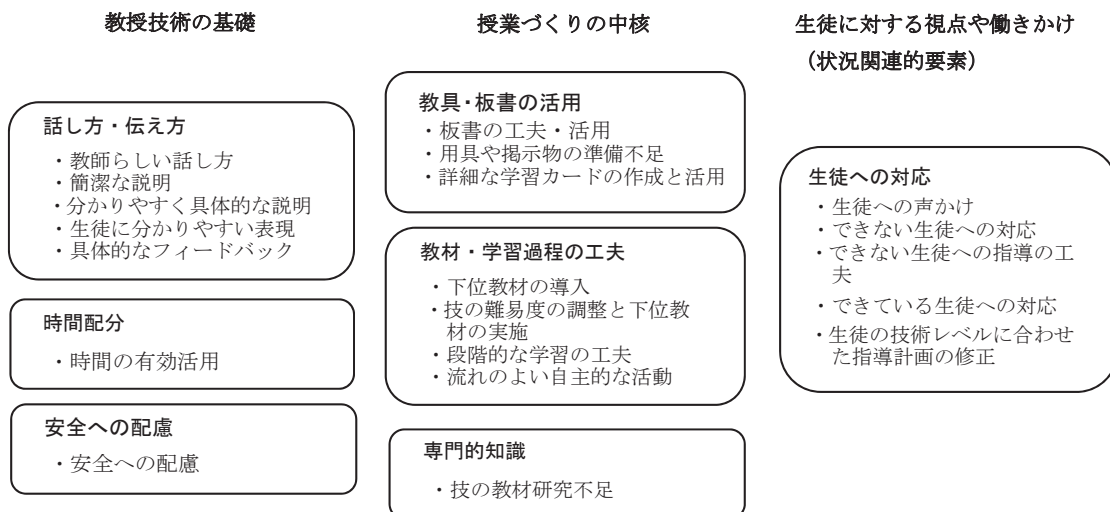 教授技術の基礎
話し方・伝え方
・教師らしい話し方
・簡潔な説明
・分かりやすく具体的な説明
・生徒に分かりやすい表現
・具体的なフィードバック
時間配分
・時間の有効活用
安全への配慮
・安全への配慮
授業づくりの中核
教具・板書の活用
・板書の工夫・活用
・用具や掲示物の準備不足
・詳細な学習カードの作成と活用
教材・学習過程の工夫
・下位教材の導入
・技の難易度の調整と下位教
材の実施
・段階的な学習の工夫
・流れのよい自主的な活動
専門的知識
・技の教材研究不足
生徒に対する視点や働きかけ
（状況関連的要素）
生徒への対応
・生徒への声かけ
・できない生徒への対応
・できない生徒への指導の工
夫
・できている生徒への対応
・生徒の技術レベルに合わせ
た指導計画の修正